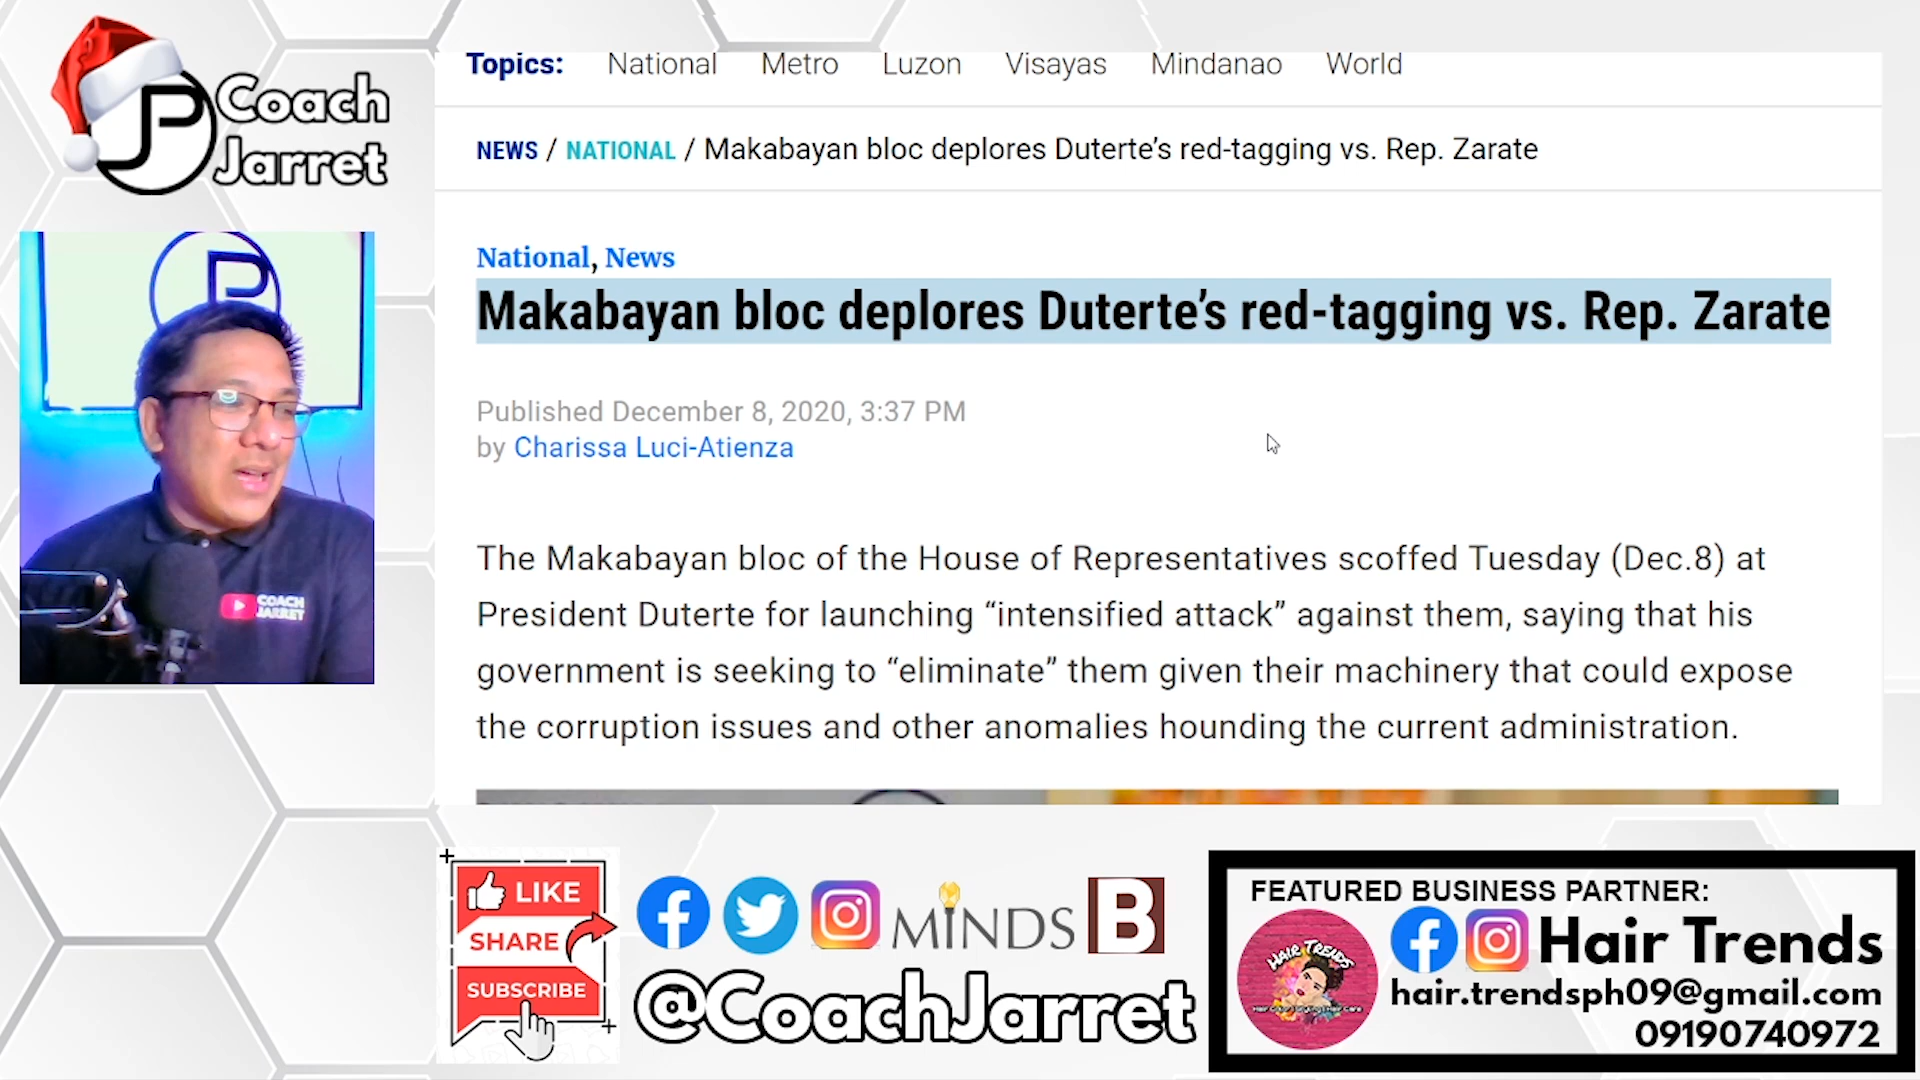 Coach
Jarret
Topics: National Metro Luzon Visayas Mindanao World
NEWS / NATIONAL / Makabayan bloc deplores Duterte’s red-tagging vs. Rep. Zarate
National, News
Makabayan bloc deplores Duterte’s red-tagging vs. Rep. Zarate
Published December 8, 2020, 3:37 PM
by Charissa Luci-Atienza
The Makabayan bloc of the House of Representatives scoffed Tuesday (Dec.8) at
President Duterte for launching “intensified attack” against them, saying that his
government is seeking to “eliminate” them given their machinery that could expose
the corruption issues and other anomalies hounding the current administration.
COACH
JARRET
LIKE
SHARE
SUBSCRIBE
MINDS B
@CoachJarret
FEATURED BUSINESS PARTNER:
HAIR TRENDS
Hair Trends
hair.trendsph09@gmail.com
09190740972